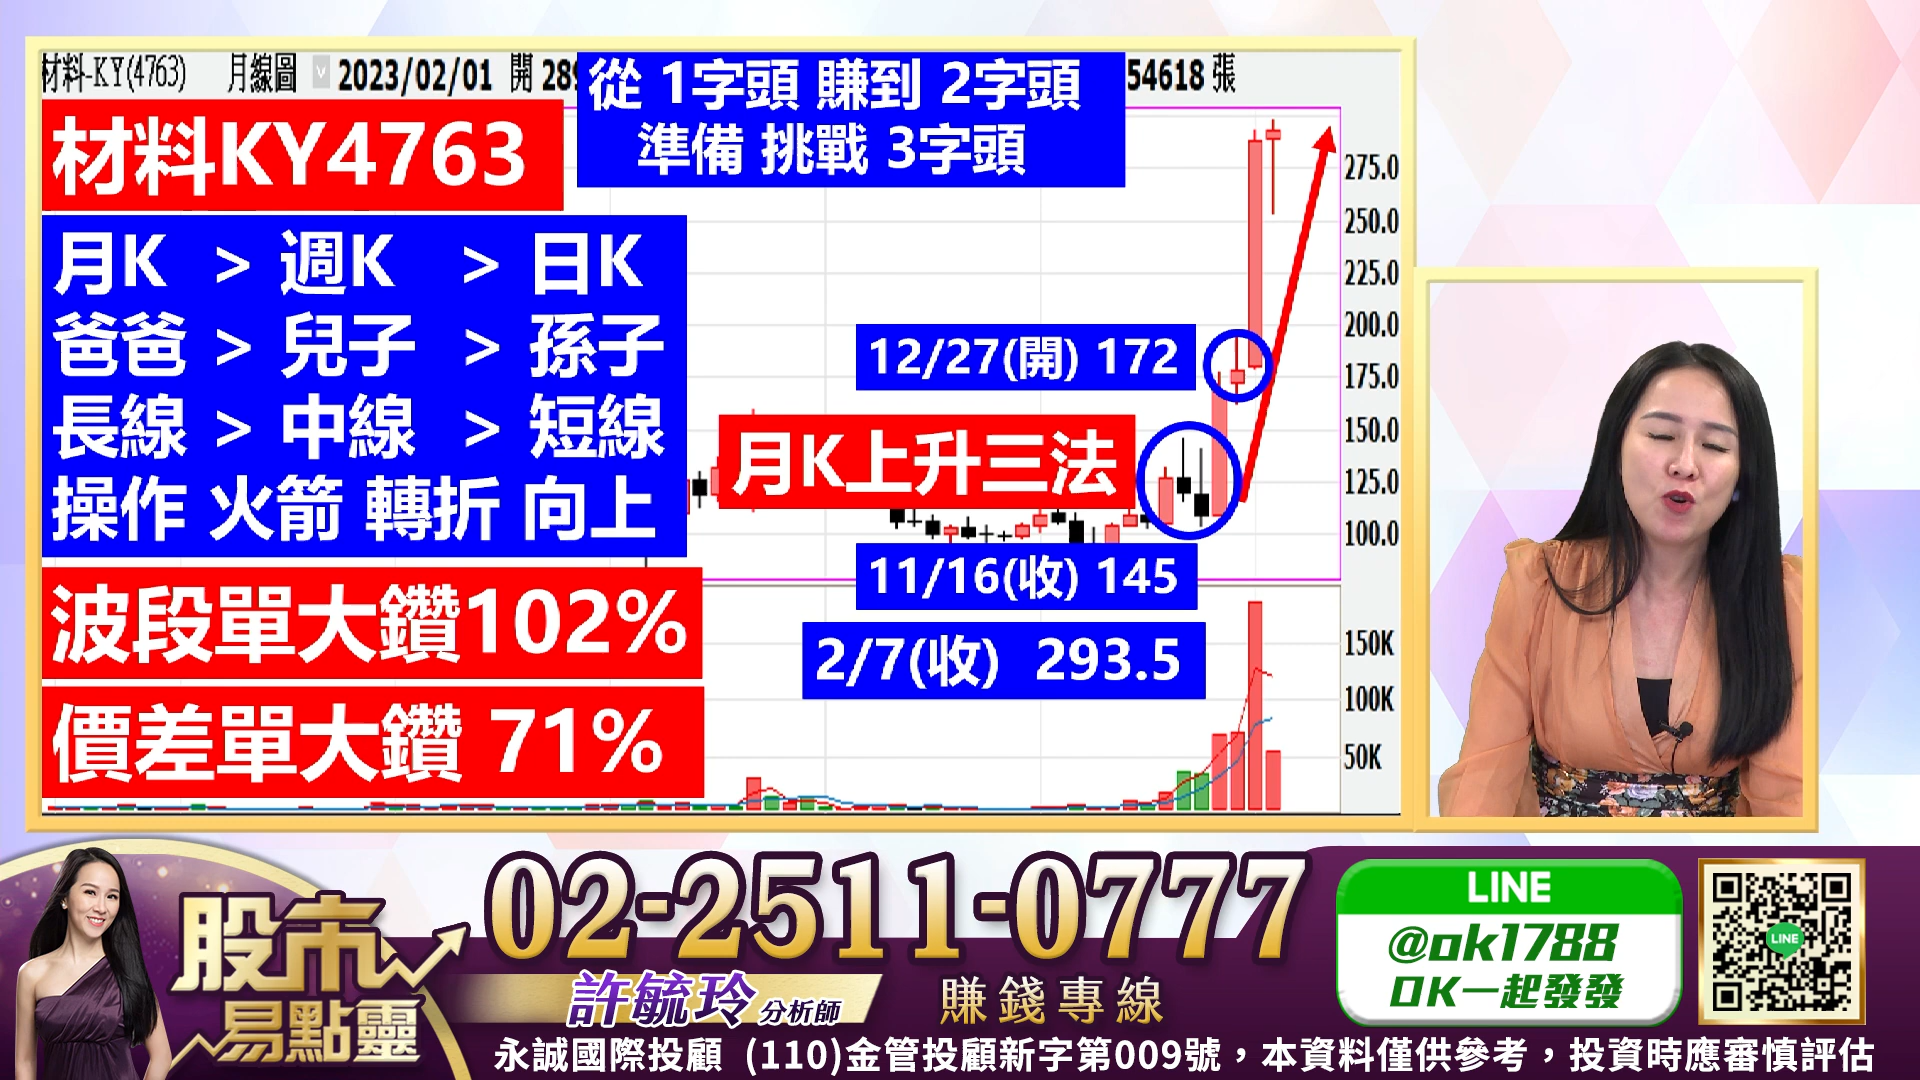 材料-KY(4763) 月線圖 2023/02/01 開 28
54618 張
從 1字頭 賺到 2字頭
準備 挑戰 3字頭
材料KY4763
月K > 週K > 日K
爸爸 > 兒子 > 孫子
長線 > 中線 > 短線
操作 火箭 轉折 向上
波段單大鑽102%
價差單大鑽 71%
12/27(開) 172
月K上升三法
11/16(收) 145
2/7(收) 293.5
275.0
250.0
225.0
200.0
175.0
150.0
125.0
100.0
150K
100K
50K
股市
易點靈
02-2511-0777
許毓玲 分析師
賺錢專線
LINE
@ok1788
OK一起發發
LINE
永誠國際投顧 (110)金管投顧新字第009號，本資料僅供參考，投資時應審慎評估